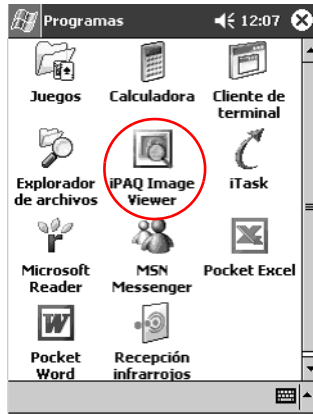 Programas 12:07
Juegos Calculadora Cliente de
terminal
Explorador iPAQ Image iTask
de archivos Viewer
Microsoft MSN Pocket Excel
Reader Messenger
Pocket Recepción
Word infrarrojos